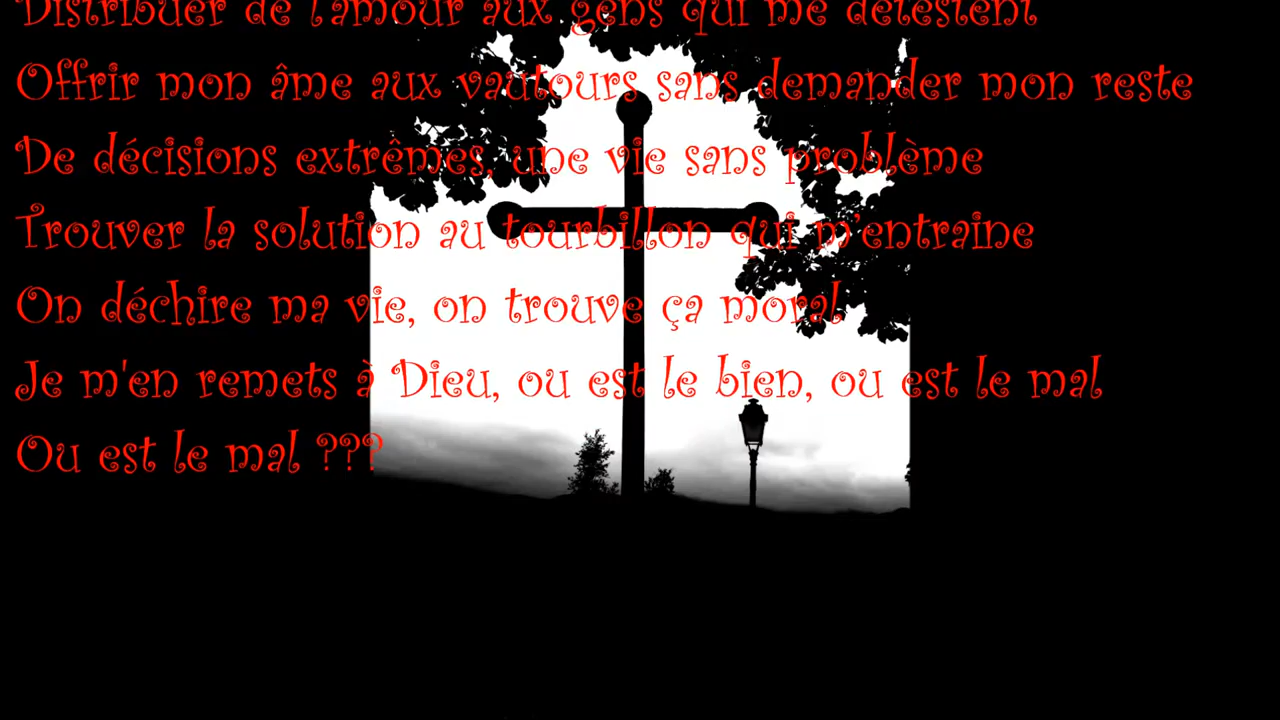 Distribuer de l'amour aux gens qui me détestent
Offrir mon âme aux vautours sans demander mon reste
De décisions extrêmes, une vie sans problème
Trouver la solution au tourbillon qui m'entraine
On déchire ma vie, on trouve ça moral
Je m'en remets à Dieu, ou est le bien, ou est le mal
Ou est le mal ???